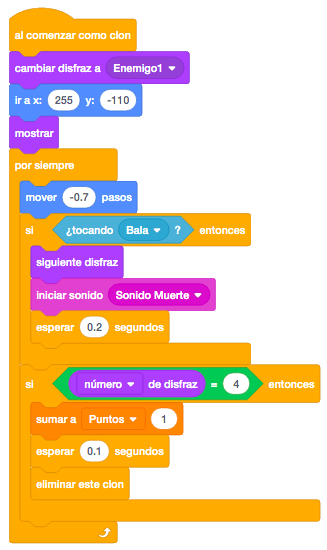 al comenzar como clon
cambiar disfraz a Enemigo1
ir a x: 255 y: -110
mostrar
por siempre
mover -0.7 pasos
si ¿tocando Bala ? entonces
siguiente disfraz
iniciar sonido Sonido Muerte
esperar 0.2 segundos
si número de disfraz = 4 entonces
sumar a Puntos 1
esperar 0.1 segundos
eliminar este clon